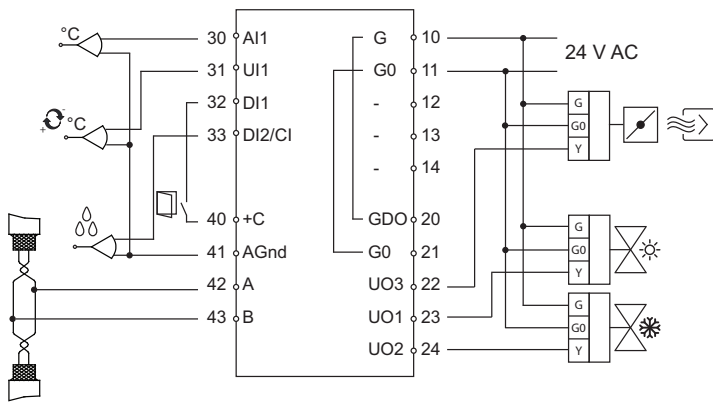 °C 30 AI1 G 10
24 V AC
31 UI1 G0 11
- + °C 32 DI1 - 12 G
33 DI2/CI - 13 G0
- 14 Y
40 +C GDO 20 G
41 AGnd G0 21 G0
42 A UO3 22 Y
43 B UO1 23 G
G0
UO2 24 Y